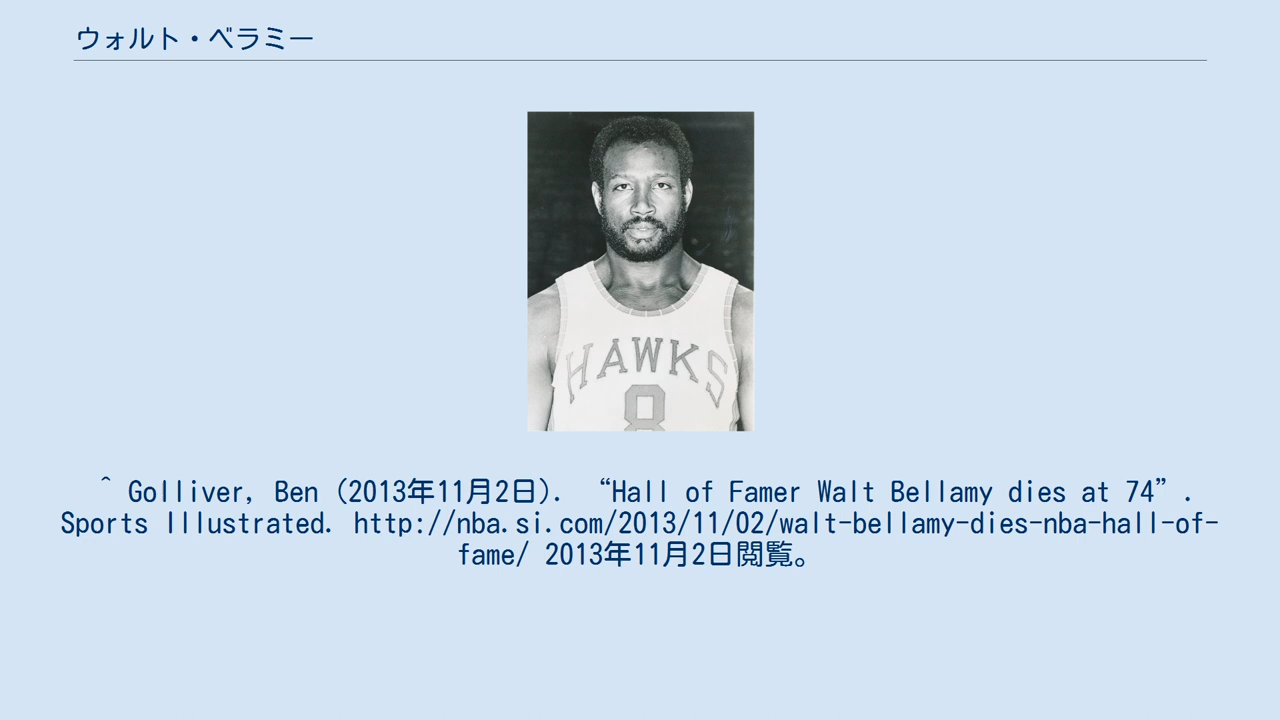 ウォルト・ベラミー
HAWKS
8
^ Golliver, Ben (2013年11月2日). “Hall of Famer Walt Bellamy dies at 74”.
Sports Illustrated. http://nba.si.com/2013/11/02/walt-bellamy-dies-nba-hall-of-
fame/ 2013年11月2日閲覧。